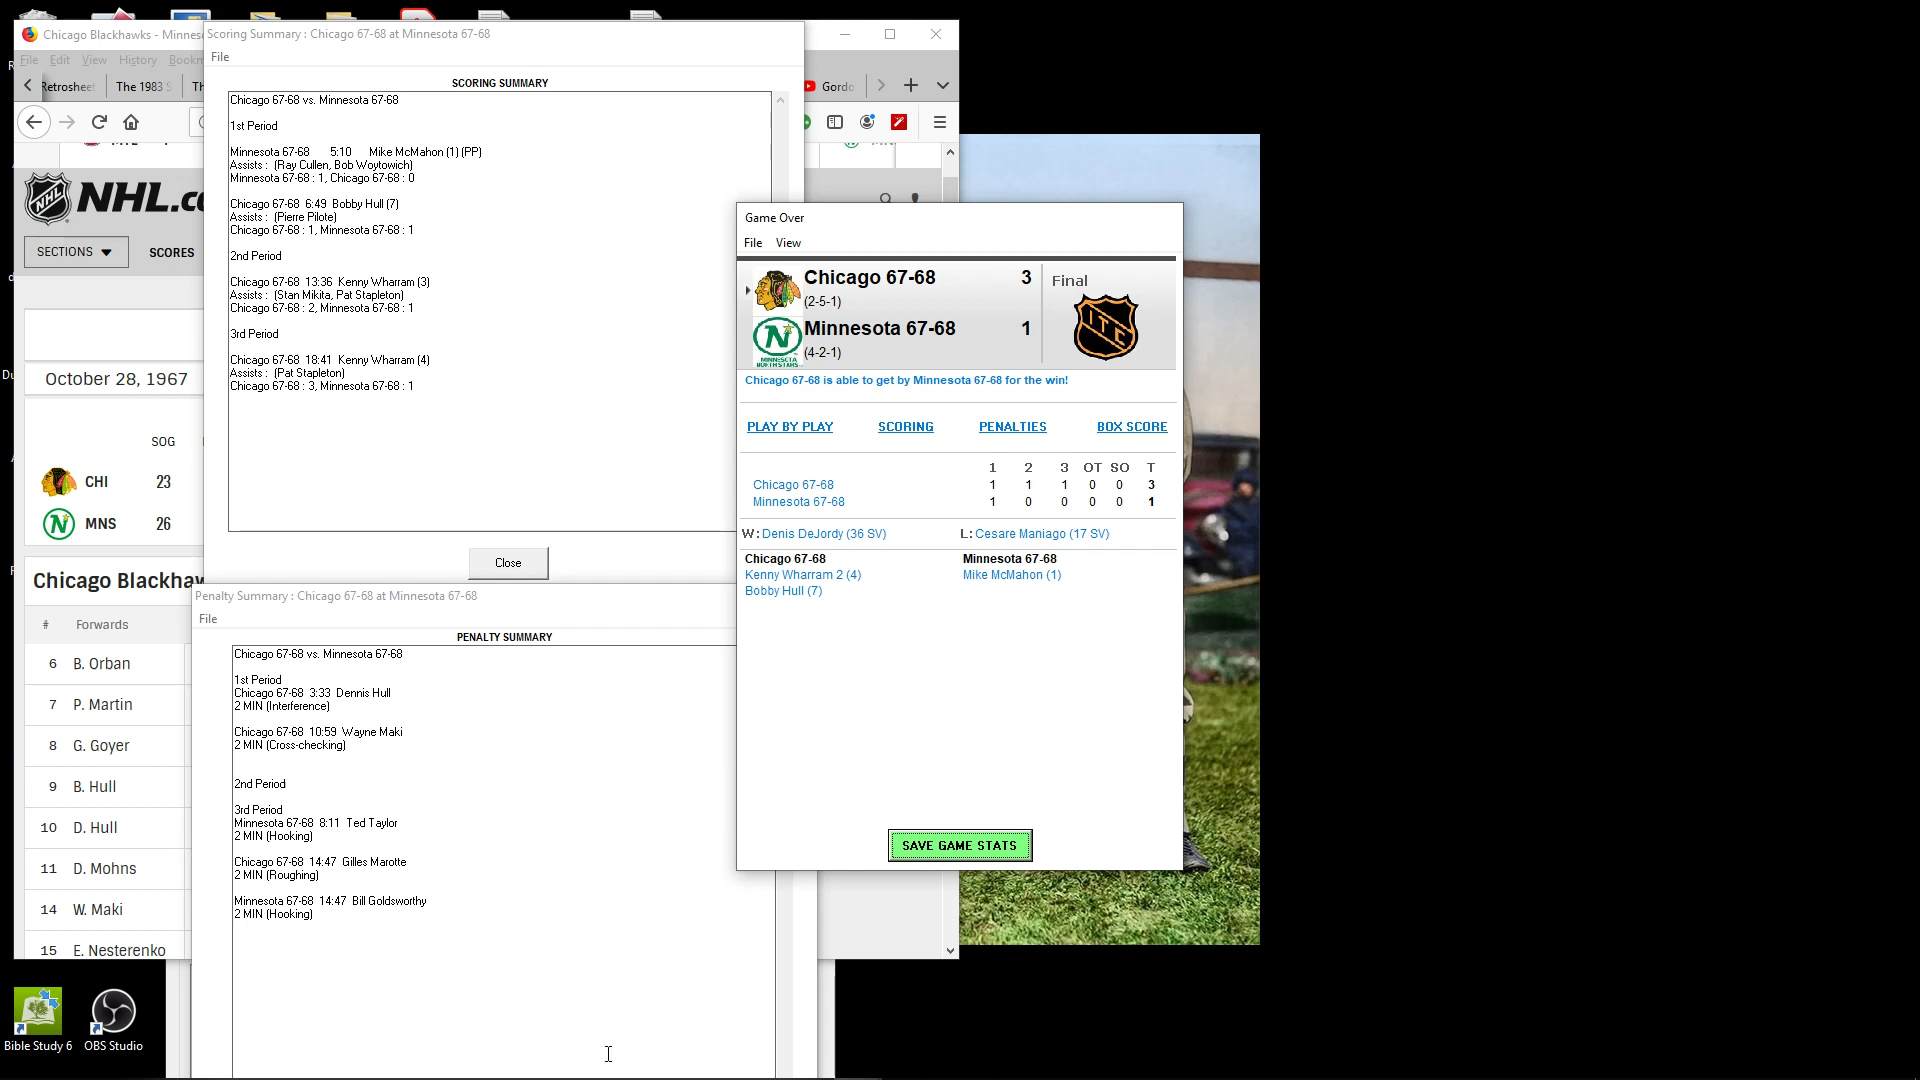 Chicago Blackhawks - Minnes
File Edit View History Bookm
Retrosheet
The 1983 S
Th
Gordo
NHL.co
SECTIONS
SCORES
October 28, 1967
SOG
CHI 23
MNS 26
Chicago Blackhaw
# Forwards
6 B. Orban
7 P. Martin
8 G. Goyer
9 B. Hull
10 D. Hull
11 D. Mohns
14 W. Maki
15 E. Nesterenko
Bible Study 6
OBS Studio
Scoring Summary : Chicago 67-68 at Minnesota 67-68
File
SCORING SUMMARY
Chicago 67-68 vs. Minnesota 67-68
1st Period
Minnesota 67-68 5:10 Mike McMahon (1) (PP)
Assists : (Ray Cullen, Bob Woytowich)
Minnesota 67-68 : 1, Chicago 67-68 : 0
Chicago 67-68 6:49 Bobby Hull (7)
Assists : (Pierre Pilote)
Chicago 67-68 : 1, Minnesota 67-68 : 1
2nd Period
Chicago 67-68 13:36 Kenny Wharram (3)
Assists : (Stan Mikita, Pat Stapleton)
Chicago 67-68 : 2, Minnesota 67-68 : 1
3rd Period
Chicago 67-68 18:41 Kenny Wharram (4)
Assists : (Pat Stapleton)
Chicago 67-68 : 3, Minnesota 67-68 : 1
Close
Penalty Summary : Chicago 67-68 at Minnesota 67-68
File
PENALTY SUMMARY
Chicago 67-68 vs. Minnesota 67-68
1st Period
Chicago 67-68 3:33 Dennis Hull
2 MIN (Interference)
Chicago 67-68 10:59 Wayne Maki
2 MIN (Cross-checking)
2nd Period
3rd Period
Minnesota 67-68 8:11 Ted Taylor
2 MIN (Hooking)
Chicago 67-68 14:47 Gilles Marotte
2 MIN (Roughing)
Minnesota 67-68 14:47 Bill Goldsworthy
2 MIN (Hooking)
Game Over
File View
Chicago 67-68 3
(2-5-1)
Minnesota 67-68 1
(4-2-1)
Final
ITC
Chicago 67-68 is able to get by Minnesota 67-68 for the win!
PLAY BY PLAY SCORING PENALTIES BOX SCORE
1 2 3 OT SO T
Chicago 67-68 1 1 1 0 0 3
Minnesota 67-68 1 0 0 0 0 1
W: Denis DeJordy (36 SV) L: Cesare Maniago (17 SV)
Chicago 67-68 Minnesota 67-68
Kenny Wharram 2 (4) Mike McMahon (1)
Bobby Hull (7)
SAVE GAME STATS